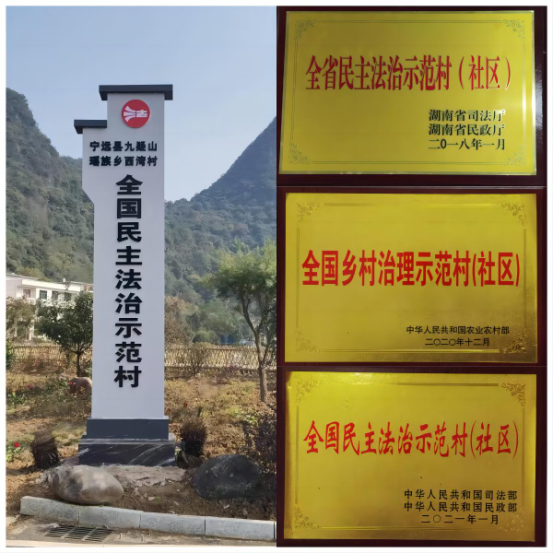 宁远县九疑山
瑶族乡西湾村
全国民主法治示范村
全省民主法治示范村（社区）
湖南省司法厅
湖南省民政厅
二〇一八年一月
全国乡村治理示范村(社区)
中华人民共和国农业农村部
二〇二〇年十二月
全国民主法治示范村(社区)
中华人民共和国司法部
中华人民共和国民政部
二〇二一年一月